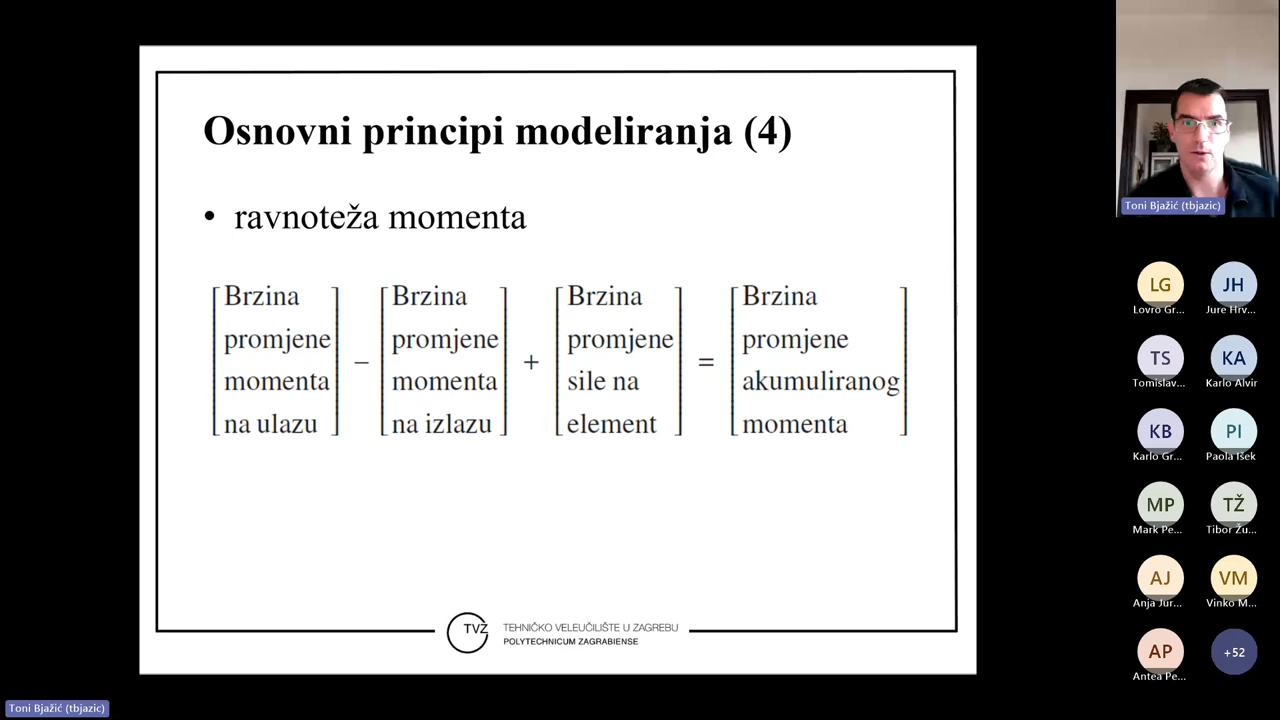 Osnovni principi modeliranja (4)
• ravnoteža momenta
Brzina promjene momenta na ulazu
−
Brzina promjene momenta na izlazu
+
Brzina promjene sile na element
=
Brzina promjene akumuliranog momenta
TVZ
TEHNIČKO VELEUČILIŠTE U ZAGREBU
POLYTECHNICUM ZAGRABIENSE
Toni Bjažić (tbjazic)
LG
Lovro Gr...
JH
Jure Hrv...
TS
Tomislav...
KA
Karlo Alvir
KB
Karlo Gr...
PI
Paola Išek
MP
Mark Pe...
TŽ
Tibor Žu...
AJ
Anja Jur...
VM
Vinko M...
AP
Antea Pe...
+52
Toni Bjažić (tbjazic)